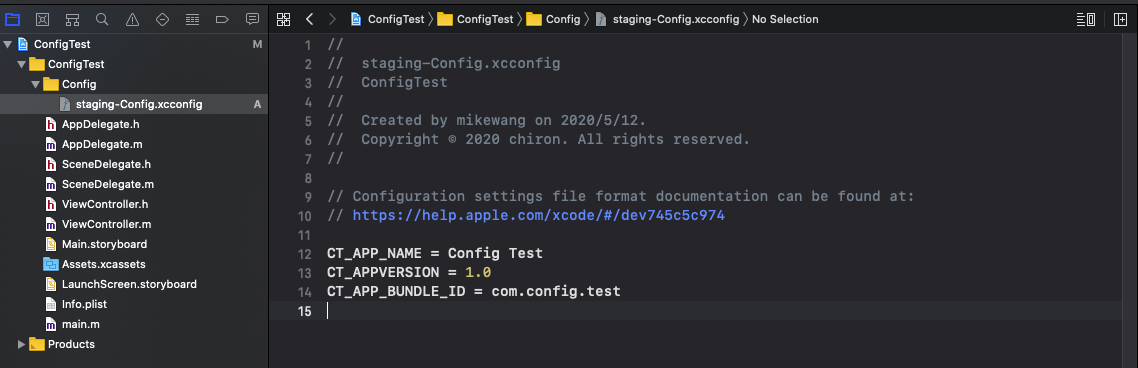 ConfigTest 〉 ConfigTest 〉 Config 〉 staging-Config.xcconfig 〉 No Selection
ConfigTest M
ConfigTest
Config
staging-Config.xcconfig A
AppDelegate.h
AppDelegate.m
SceneDelegate.h
SceneDelegate.m
ViewController.h
ViewController.m
Main.storyboard
Assets.xcassets
LaunchScreen.storyboard
Info.plist
main.m
Products
1 //
2 //  staging-Config.xcconfig
3 //  ConfigTest
4 //
5 //  Created by mikewang on 2020/5/12.
6 //  Copyright © 2020 chiron. All rights reserved.
7 //
8
9 // Configuration settings file format documentation can be found at:
10 // https://help.apple.com/xcode/#/dev745c5c974
11
12 CT_APP_NAME = Config Test
13 CT_APPVERSION = 1.0
14 CT_APP_BUNDLE_ID = com.config.test
15